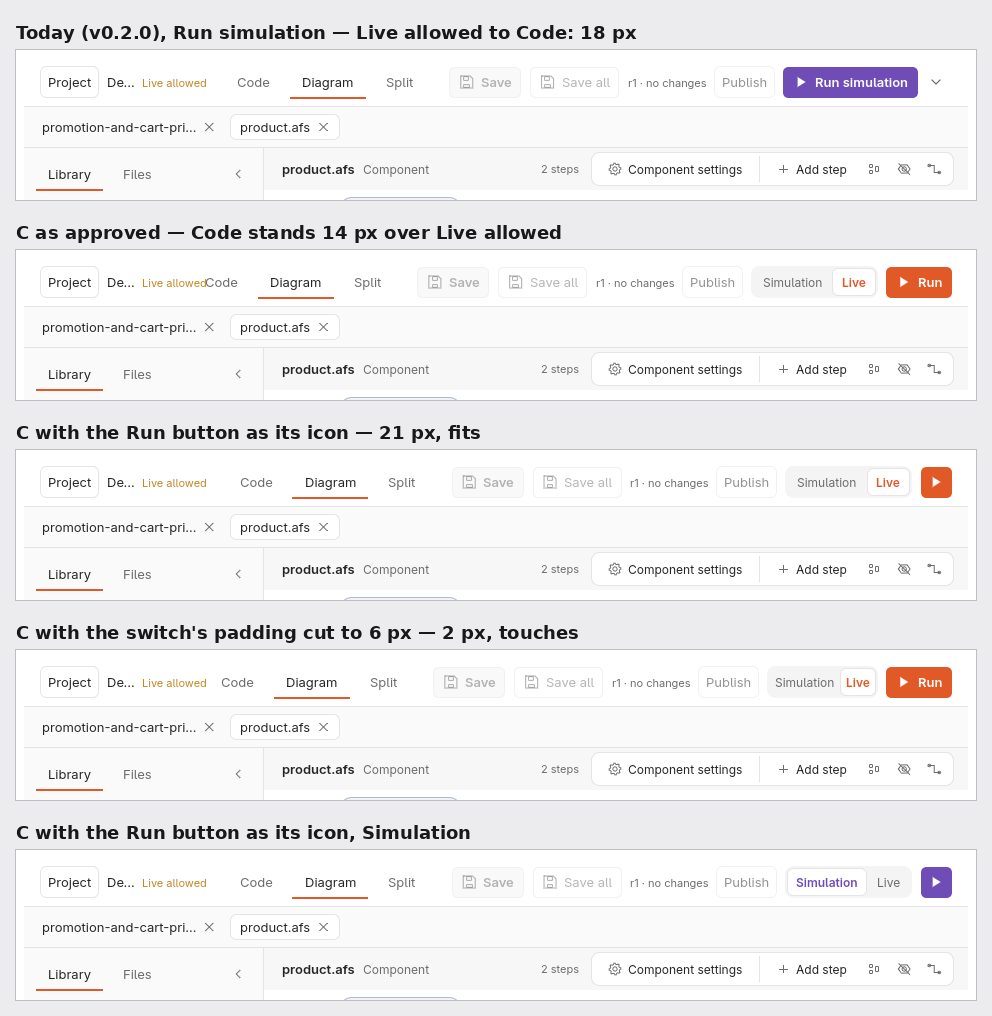 Today (v0.2.0), Run simulation — Live allowed to Code: 18 px
Project De... Live allowed Code Diagram Split Save Save all r1 · no changes Publish Run simulation
promotion-and-cart-pri... product.afs
Library Files product.afs Component 2 steps Component settings Add step
C as approved — Code stands 14 px over Live allowed
Project De... Live allowed Code Diagram Split Save Save all r1 · no changes Publish Simulation Live Run
promotion-and-cart-pri... product.afs
Library Files product.afs Component 2 steps Component settings Add step
C with the Run button as its icon — 21 px, fits
Project De... Live allowed Code Diagram Split Save Save all r1 · no changes Publish Simulation Live
promotion-and-cart-pri... product.afs
Library Files product.afs Component 2 steps Component settings Add step
C with the switch's padding cut to 6 px — 2 px, touches
Project De... Live allowed Code Diagram Split Save Save all r1 · no changes Publish Simulation Live Run
promotion-and-cart-pri... product.afs
Library Files product.afs Component 2 steps Component settings Add step
C with the Run button as its icon, Simulation
Project De... Live allowed Code Diagram Split Save Save all r1 · no changes Publish Simulation Live
promotion-and-cart-pri... product.afs
Library Files product.afs Component 2 steps Component settings Add step